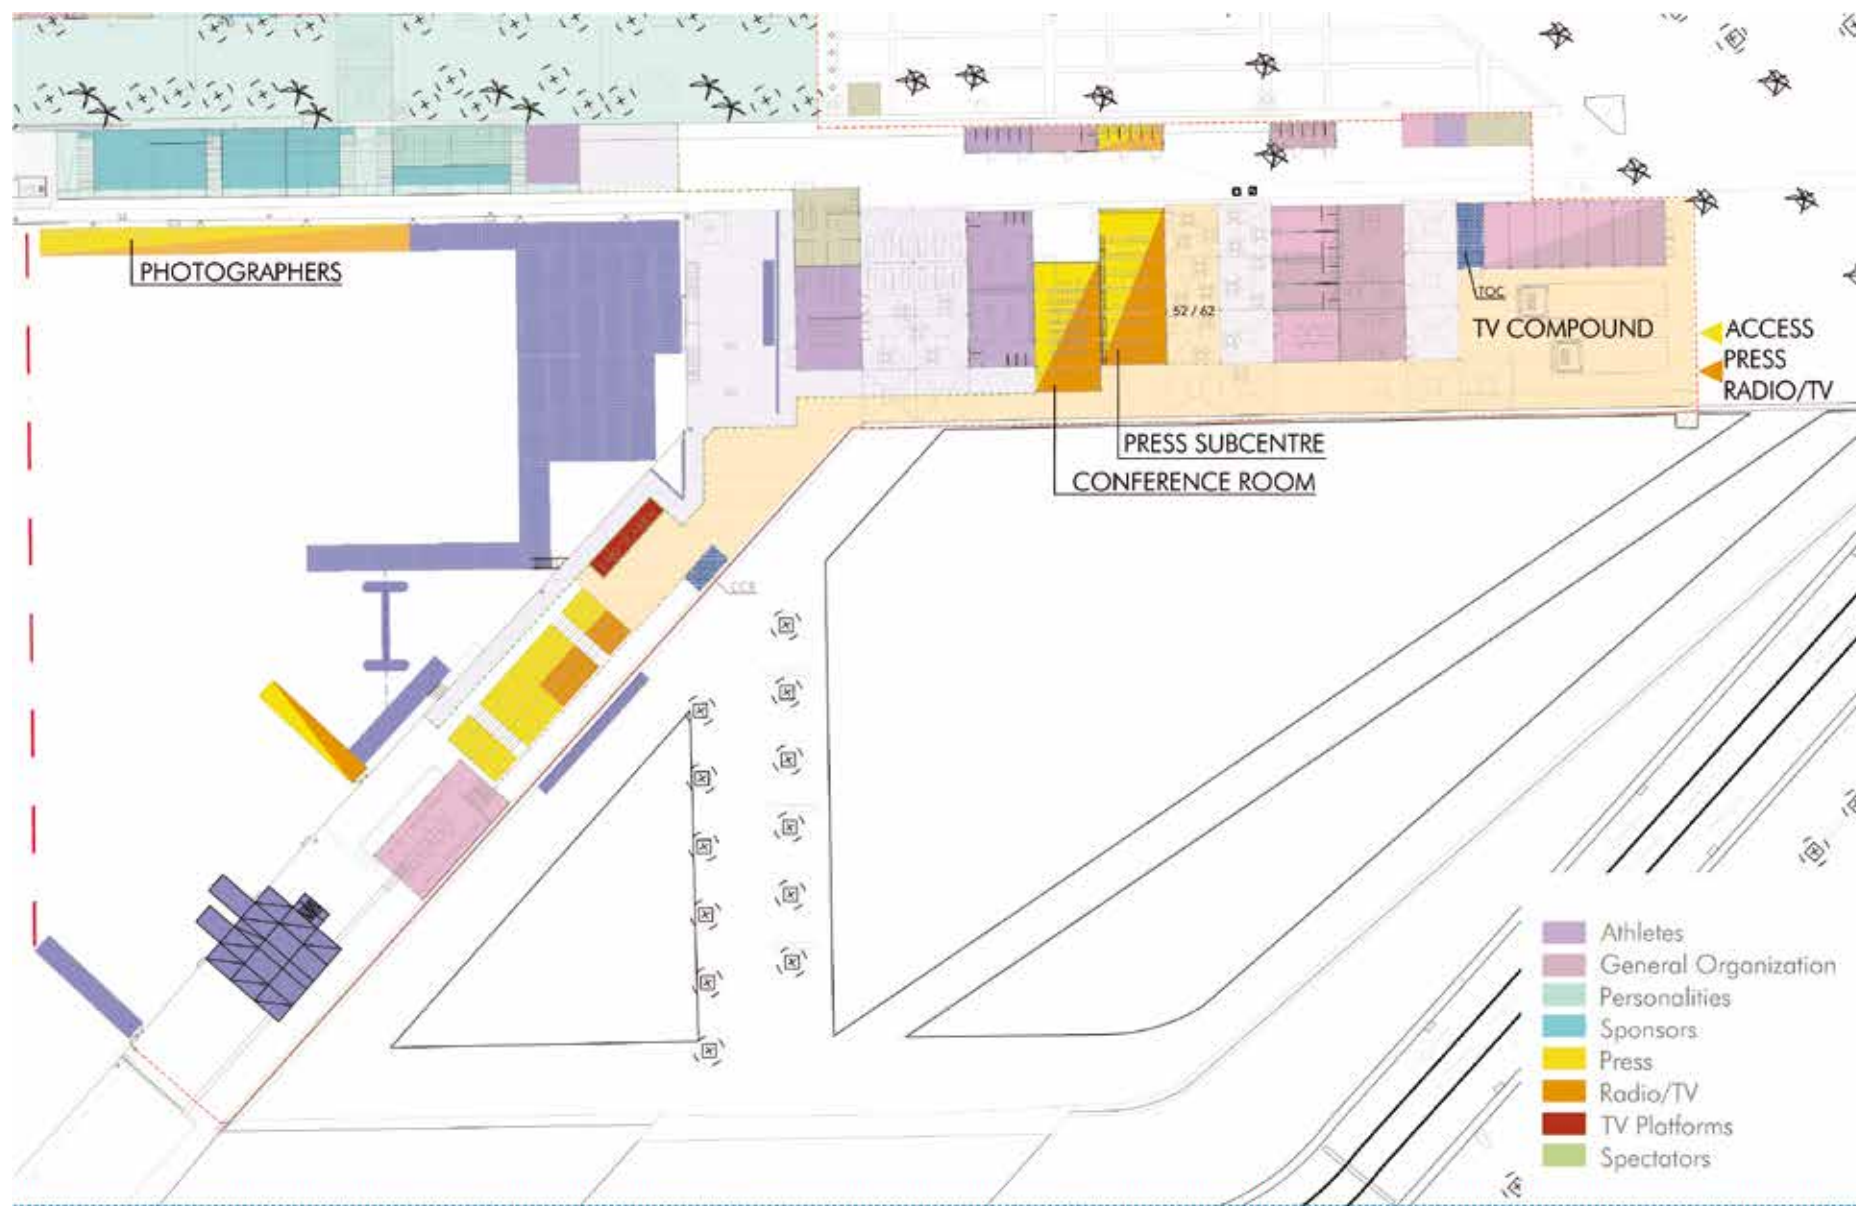 PHOTOGRAPHERS
52 / 62
TOC
TV COMPOUND
ACCESS
PRESS
RADIO/TV
PRESS SUBCENTRE
CONFERENCE ROOM
CCR
Athletes
General Organization
Personalities
Sponsors
Press
Radio/TV
TV Platforms
Spectators